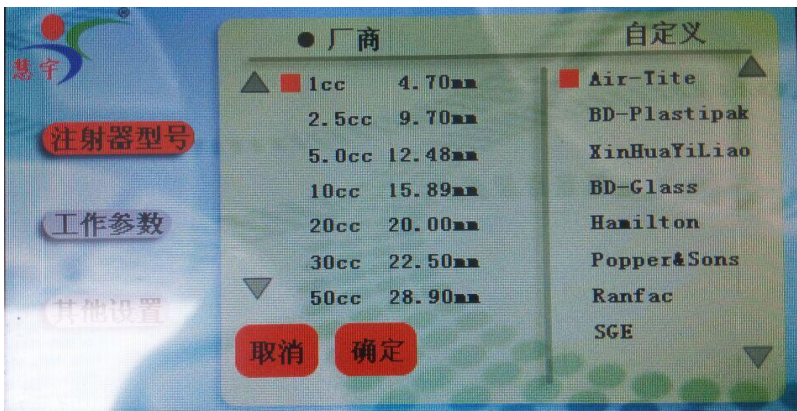 慧宇
注射器型号
工作参数
其他设置
厂商 自定义
1cc 4.70mm
2.5cc 9.70mm
5.0cc 12.48mm
10cc 15.89mm
20cc 20.00mm
30cc 22.50mm
50cc 28.90mm
Air-Tite
BD-Plastipak
XinHuaYiLiao
BD-Glass
Hamilton
Popper&Sons
Ranfac
SGE
取消 确定